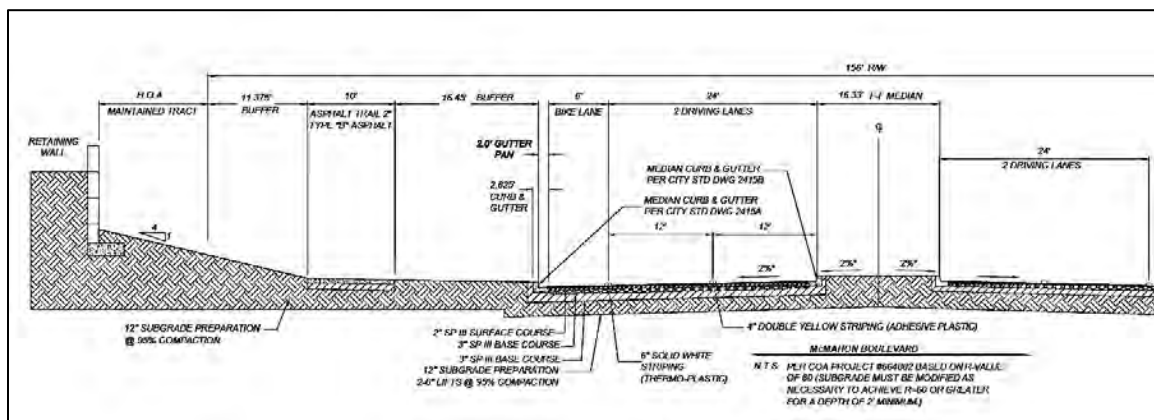 156' R/W
H.O.A
MAINTAINED TRACT
11.375'
BUFFER
10'
ASPHALT TRAIL 2"
TYPE "B" ASPHALT
16.45' BUFFER
6'
BIKE LANE
24'
2 DRIVING LANES
16.33' F-F MEDIAN
RETAINING
WALL
2.0' GUTTER
PAN
2.625'
CURB &
GUTTER
MEDIAN CURB & GUTTER
PER CITY STD DWG 2415B
MEDIAN CURB & GUTTER
PER CITY STD DWG 2415A
24'
2 DRIVING LANES
12'
12'
4
1
2%
2%
2%
12" SUBGRADE PREPARATION
@ 95% COMPACTION
2" SP III SURFACE COURSE
3" SP III BASE COURSE
3" SP III BASE COURSE
12" SUBGRADE PREPARATION
2-6" LIFTS @ 95% COMPACTION
6" SOLID WHITE
STRIPING
(THERMO-PLASTIC)
4" DOUBLE YELLOW STRIPING (ADHESIVE PLASTIC)
McMAHON BOULEVARD
N.T.S. PER COA PROJECT BASED ON R-VALUE
OF (SUBGRADE MUST BE MODIFIED AS
NECESSARY TO ACHIEVE R=60 OR GREATER
FOR A DEPTH OF 2' MINIMUM.)